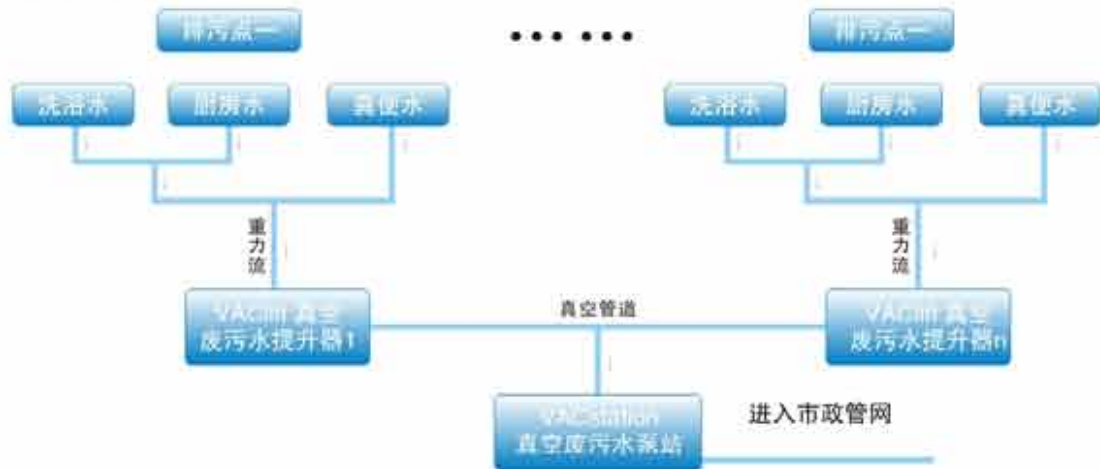 排污点一
••• •••
排污点一
洗浴水
厨房水
粪便水
洗浴水
厨房水
粪便水
重力流
重力流
真空
废污水提升器1
真空管道
真空
废污水提升器n
VACstation
真空废污水泵站
进入市政管网